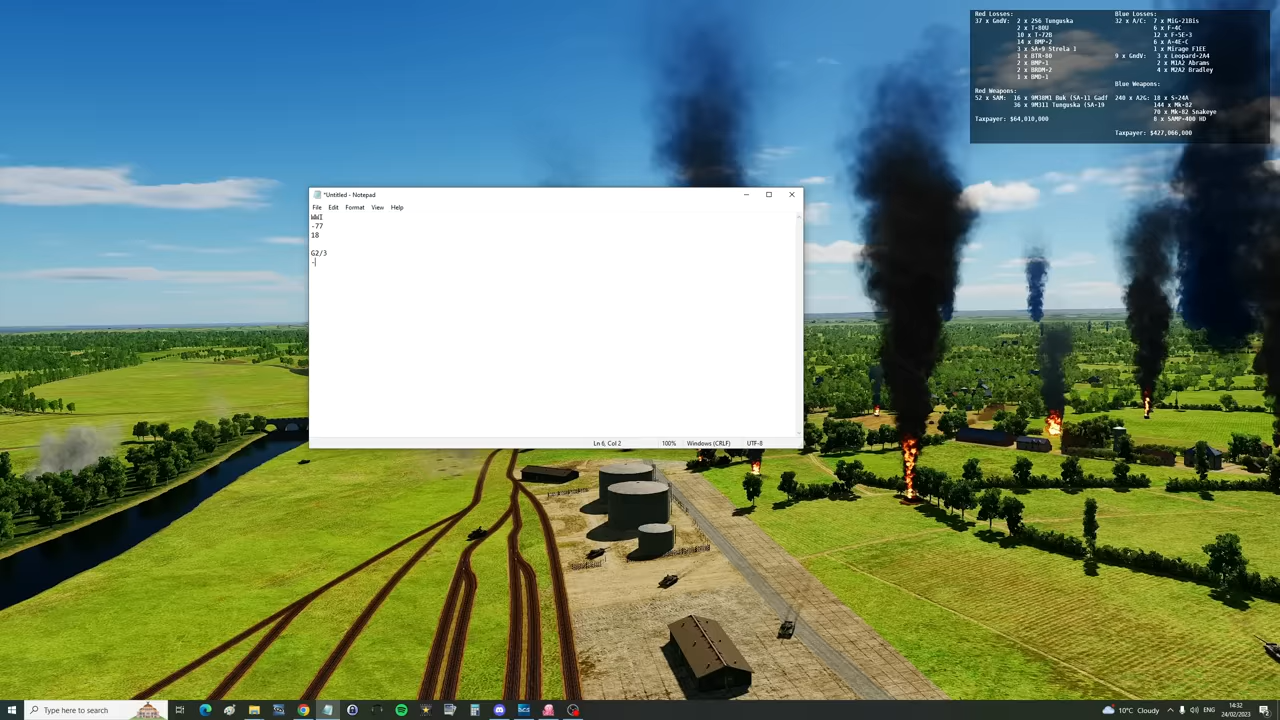 Red Losses:
37 x GndV: 2 x 2S6 Tunguska
2 x T-80U
10 x T-72B
14 x BMP-2
3 x SA-9 Strela 1
1 x BTR-80
2 x BMP-1
2 x BRDM-2
1 x BMD-1
Red Weapons:
52 x SAM: 16 x 9M38M1 Buk (SA-11 Gadf
36 x 9M311 Tunguska (SA-19
Taxpayer: $64,010,000
Blue Losses:
32 x A/C: 7 x MiG-21Bis
6 x F-4C
12 x F-5E-3
6 x A-4E-C
1 x Mirage F1EE
9 x GndV: 3 x Leopard-2A4
2 x M1A2 Abrams
4 x M2A2 Bradley
Blue Weapons:
240 x A2G: 18 x S-24A
144 x Mk-82
70 x Mk-82 Snakeye
8 x SAMP-400 HD
Taxpayer: $427,066,000
*Untitled - Notepad
File Edit Format View Help
WWI
-77
18
G2/3
-
Ln 6, Col 2 100% Windows (CRLF) UTF-8
Type here to search
10°C Cloudy
ENG
14:32
24/02/2023